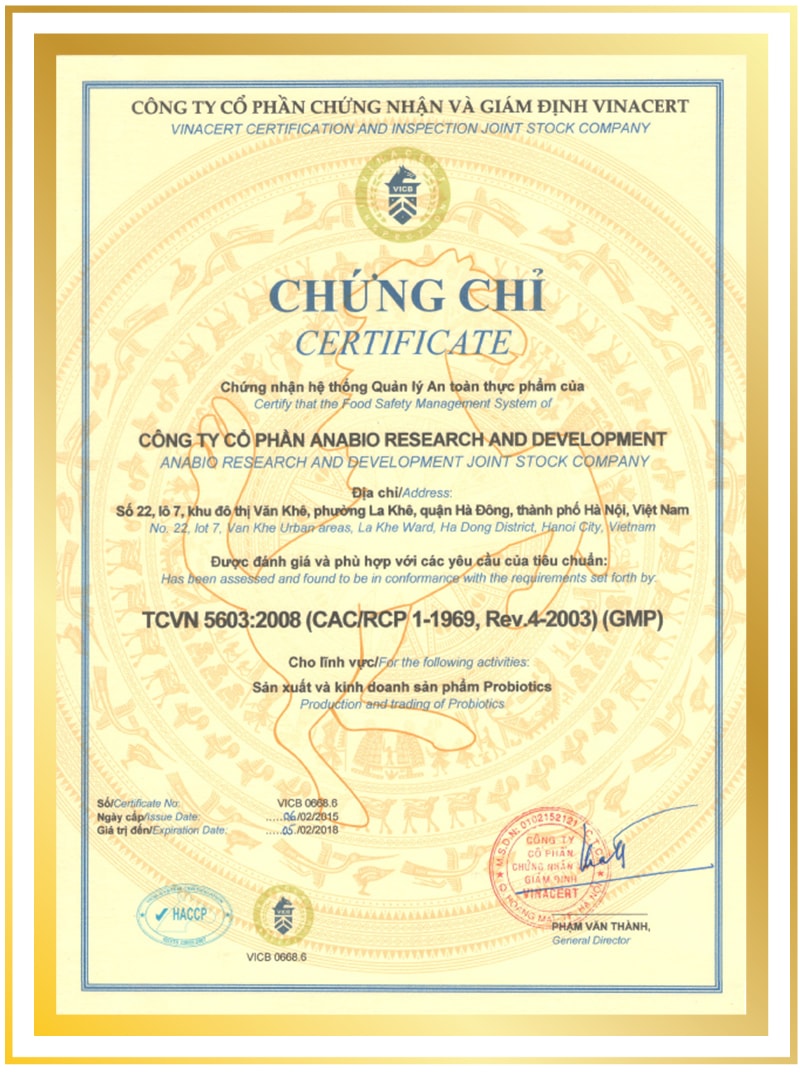 CÔNG TY CỔ PHẦN CHỨNG NHẬN VÀ GIÁM ĐỊNH VINACERT
VINACERT CERTIFICATION AND INSPECTION JOINT STOCK COMPANY
VINACERT
VICB
INSPECTION
CHỨNG CHỈ
CERTIFICATE
Chứng nhận hệ thống Quản lý An toàn thực phẩm của
Certify that the Food Safety Management System of
CÔNG TY CỔ PHẦN ANABIO RESEARCH AND DEVELOPMENT
ANABIO RESEARCH AND DEVELOPMENT JOINT STOCK COMPANY
Địa chỉ/Address:
Số 22, lô 7, khu đô thị Văn Khê, phường La Khê, quận Hà Đông, thành phố Hà Nội, Việt Nam
No. 22, lot 7, Van Khe Urban areas, La Khe Ward, Ha Dong District, Hanoi City, Vietnam
Được đánh giá và phù hợp với các yêu cầu của tiêu chuẩn:
Has been assessed and found to be in conformance with the requirements set forth by:
TCVN 5603:2008 (CAC/RCP 1-1969, Rev.4-2003) (GMP)
Cho lĩnh vực/For the following activities:
Sản xuất và kinh doanh sản phẩm Probiotics
Production and trading of Probiotics
Số/Certificate No: VICB 0668.6
Ngày cấp/Issue Date: .....06/02/2015
Giá trị đến/Expiration Date: .....05/02/2018
M.S.D.N: 0102152121 C.T.C.P
CÔNG TY
CỔ PHẦN
CHỨNG NHẬN
GIÁM ĐỊNH
VINACERT
HACCP
VICB
VICB 0668.6
PHẠM VĂN THÀNH,
General Director